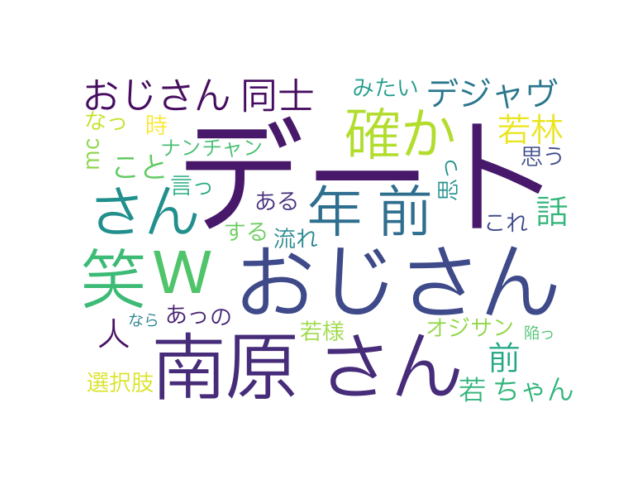 おじさん 同士
みたい
デジャヴ
なっ
時
mc
ナンチャン
確か
若林
思う
こと
言っ
デート
思っ
さん
ある
年 前
これ
話
する
流れ
笑
w
おじさん
なら
あっの
人
若様
オジサン
陥っ
選択肢
南原 さん
前
若 ちゃん